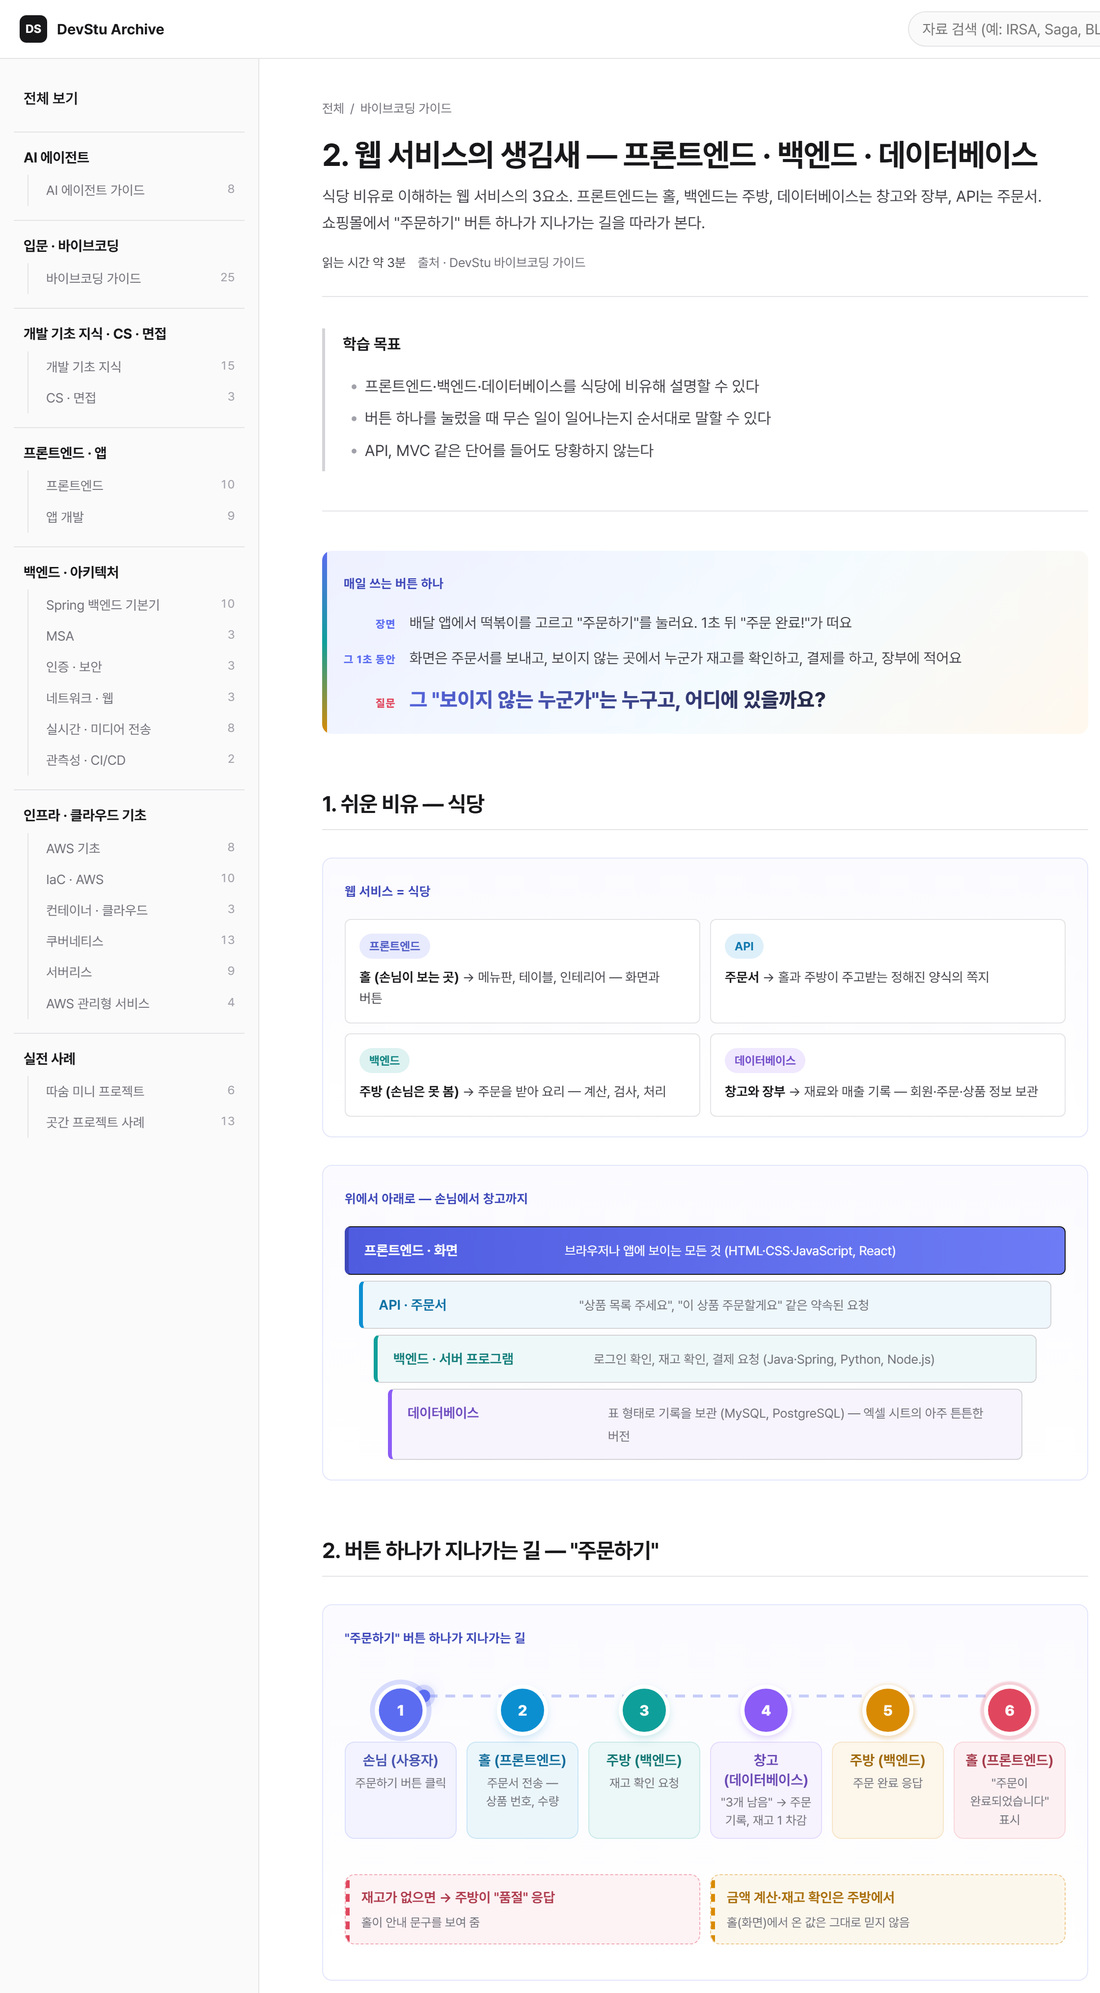 DS DevStu Archive
자료 검색 (예: IRSA, Saga, BL
전체 보기
AI 에이전트
AI 에이전트 가이드 8
입문 · 바이브코딩
바이브코딩 가이드 25
개발 기초 지식 · CS · 면접
개발 기초 지식 15
CS · 면접 3
프론트엔드 · 앱
프론트엔드 10
앱 개발 9
백엔드 · 아키텍처
Spring 백엔드 기본기 10
MSA 3
인증 · 보안 3
네트워크 · 웹 3
실시간 · 미디어 전송 8
관측성 · CI/CD 2
인프라 · 클라우드 기초
AWS 기초 8
IaC · AWS 10
컨테이너 · 클라우드 3
쿠버네티스 13
서버리스 9
AWS 관리형 서비스 4
실전 사례
따숨 미니 프로젝트 6
곳간 프로젝트 사례 13
전체 / 바이브코딩 가이드
2. 웹 서비스의 생김새 — 프론트엔드 · 백엔드 · 데이터베이스
식당 비유로 이해하는 웹 서비스의 3요소. 프론트엔드는 홀, 백엔드는 주방, 데이터베이스는 창고와 장부, API는 주문서.
쇼핑몰에서 "주문하기" 버튼 하나가 지나가는 길을 따라가 본다.
읽는 시간 약 3분 출처 · DevStu 바이브코딩 가이드
학습 목표
프론트엔드·백엔드·데이터베이스를 식당에 비유해 설명할 수 있다
버튼 하나를 눌렀을 때 무슨 일이 일어나는지 순서대로 말할 수 있다
API, MVC 같은 단어를 들어도 당황하지 않는다
매일 쓰는 버튼 하나
장면 배달 앱에서 떡볶이를 고르고 "주문하기"를 눌러요. 1초 뒤 "주문 완료!"가 떠요
그 1초 동안 화면은 주문서를 보내고, 보이지 않는 곳에서 누군가 재고를 확인하고, 결제를 하고, 장부에 적어요
질문 그 "보이지 않는 누군가"는 누구고, 어디에 있을까요?
1. 쉬운 비유 — 식당
웹 서비스 = 식당
프론트엔드
홀 (손님이 보는 곳) → 메뉴판, 테이블, 인테리어 — 화면과
버튼
API
주문서 → 홀과 주방이 주고받는 정해진 양식의 쪽지
백엔드
주방 (손님은 못 봄) → 주문을 받아 요리 — 계산, 검사, 처리
데이터베이스
창고와 장부 → 재료와 매출 기록 — 회원·주문·상품 정보 보관
위에서 아래로 — 손님에서 창고까지
프론트엔드 · 화면 브라우저나 앱에 보이는 모든 것 (HTML·CSS·JavaScript, React)
API · 주문서 "상품 목록 주세요", "이 상품 주문할게요" 같은 약속된 요청
백엔드 · 서버 프로그램 로그인 확인, 재고 확인, 결제 요청 (Java·Spring, Python, Node.js)
데이터베이스 표 형태로 기록을 보관 (MySQL, PostgreSQL) — 엑셀 시트의 아주 튼튼한
버전
2. 버튼 하나가 지나가는 길 — "주문하기"
"주문하기" 버튼 하나가 지나가는 길
1
손님 (사용자)
주문하기 버튼 클릭
2
홀 (프론트엔드)
주문서 전송 —
상품 번호, 수량
3
주방 (백엔드)
재고 확인 요청
4
창고
(데이터베이스)
"3개 남음" → 주문
기록, 재고 1 차감
5
주방 (백엔드)
주문 완료 응답
6
홀 (프론트엔드)
"주문이
완료되었습니다"
표시
재고가 없으면 → 주방이 "품절" 응답
홀이 안내 문구를 보여 줌
금액 계산·재고 확인은 주방에서
홀(화면)에서 온 값은 그대로 믿지 않음